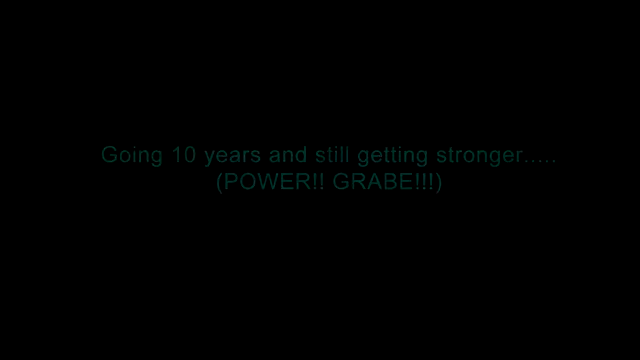 Going 10 years and still getting stronger.....
(POWER!! GRABE!!!)